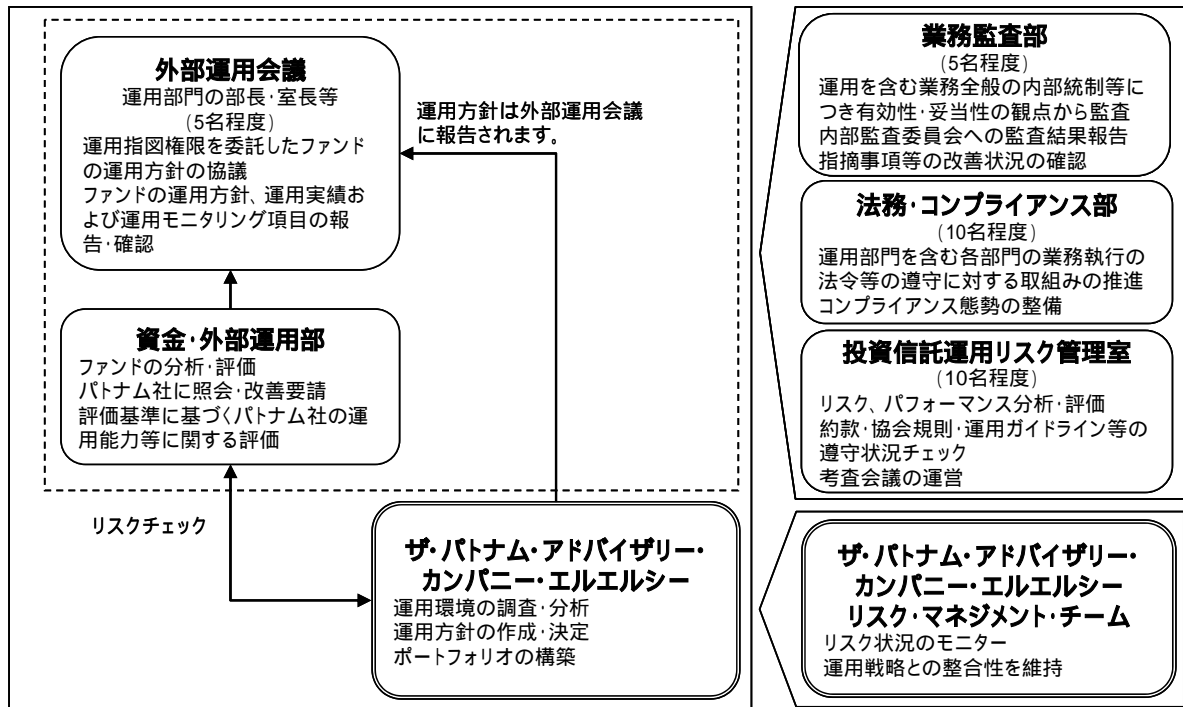 外部運用会議
運用部門の部長・室長等
(5名程度)
運用指図権限を委託したファンド
の運用方針の協議
ファンドの運用方針、運用実績お
よび運用モニタリング項目の報
告・確認
運用方針は外部運用会議
に報告されます。
資金・外部運用部
ファンドの分析・評価
パトナム社に照会・改善要請
評価基準に基づくパトナム社の運
用能力等に関する評価
リスクチェック
ザ・パトナム・アドバイザリー・
カンパニー・エルエルシー
運用環境の調査・分析
運用方針の作成・決定
ポートフォリオの構築
業務監査部
(5名程度)
運用を含む業務全般の内部統制等に
つき有効性・妥当性の観点から監査
内部監査委員会への監査結果報告
指摘事項等の改善状況の確認
法務・コンプライアンス部
(10名程度)
運用部門を含む各部門の業務執行の
法令等の遵守に対する取組みの推進
コンプライアンス態勢の整備
投資信託運用リスク管理室
(10名程度)
リスク、パフォーマンス分析・評価
約款・協会規則・運用ガイドライン等の
遵守状況チェック
考査会議の運営
ザ・パトナム・アドバイザリー・
カンパニー・エルエルシー
リスク・マネジメント・チーム
リスク状況のモニター
運用戦略との整合性を維持